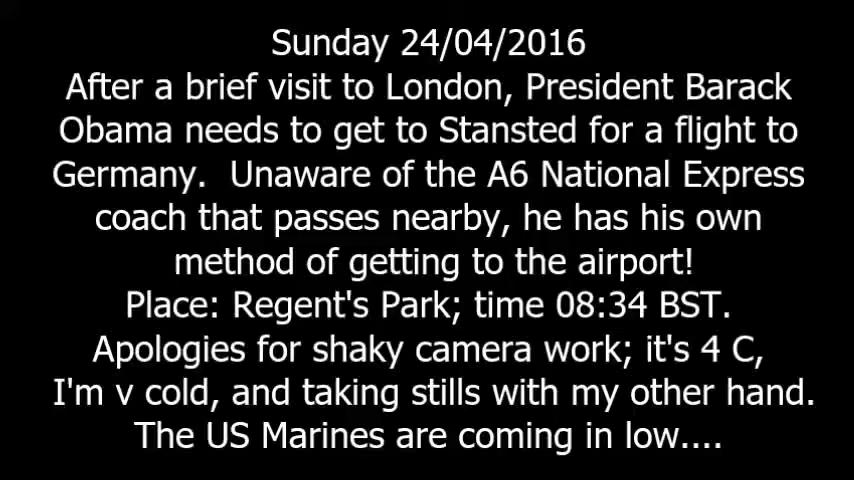 Sunday 24/04/2016
After a brief visit to London, President Barack
Obama needs to get to Stansted for a flight to
Germany.  Unaware of the A6 National Express
coach that passes nearby, he has his own
method of getting to the airport!
Place: Regent's Park; time 08:34 BST.
Apologies for shaky camera work; it's 4 C,
I'm v cold, and taking stills with my other hand.
The US Marines are coming in low....